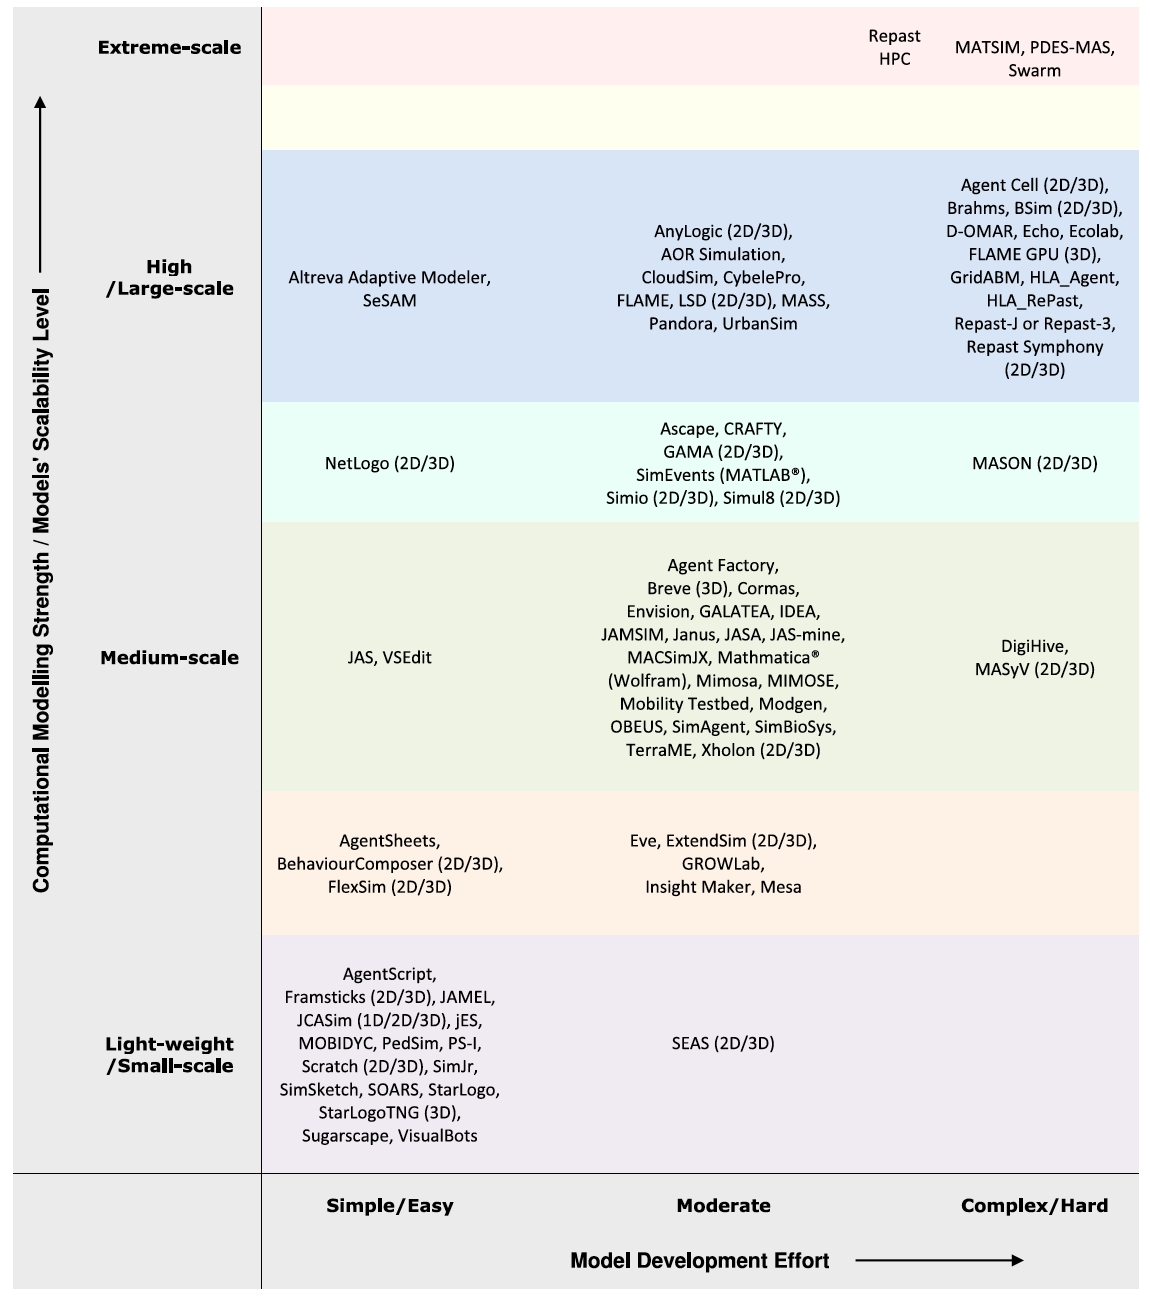 Extreme-scale
Repast
HPC
MATSIM, PDES-MAS,
Swarm
Computational Modelling Strength / Models' Scalability Level
High
/Large-scale
Altreva Adaptive Modeler,
SeSAM
AnyLogic (2D/3D),
AOR Simulation,
CloudSim, CybelePro,
FLAME, LSD (2D/3D), MASS,
Pandora, UrbanSim
Agent Cell (2D/3D),
Brahms, BSim (2D/3D),
D-OMAR, Echo, Ecolab,
FLAME GPU (3D),
GridABM, HLA_Agent,
HLA_RePast,
Repast-J or Repast-3,
Repast Symphony
(2D/3D)
NetLogo (2D/3D)
Ascape, CRAFTY,
GAMA (2D/3D),
SimEvents (MATLAB®),
Simio (2D/3D), Simul8 (2D/3D)
MASON (2D/3D)
Medium-scale
JAS, VSEdit
Agent Factory,
Breve (3D), Cormas,
Envision, GALATEA, IDEA,
JAMSIM, Janus, JASA, JAS-mine,
MACSimJX, Mathmatica®
(Wolfram), Mimosa, MIMOSE,
Mobility Testbed, Modgen,
OBEUS, SimAgent, SimBioSys,
TerraME, Xholon (2D/3D)
DigiHive,
MASyV (2D/3D)
AgentSheets,
BehaviourComposer (2D/3D),
FlexSim (2D/3D)
Eve, ExtendSim (2D/3D),
GROWLab,
Insight Maker, Mesa
Light-weight
/Small-scale
AgentScript,
Framsticks (2D/3D), JAMEL,
JCASim (1D/2D/3D), jES,
MOBIDYC, PedSim, PS-I,
Scratch (2D/3D), SimJr,
SimSketch, SOARS, StarLogo,
StarLogoTNG (3D),
Sugarscape, VisualBots
SEAS (2D/3D)
Simple/Easy
Moderate
Complex/Hard
Model Development Effort